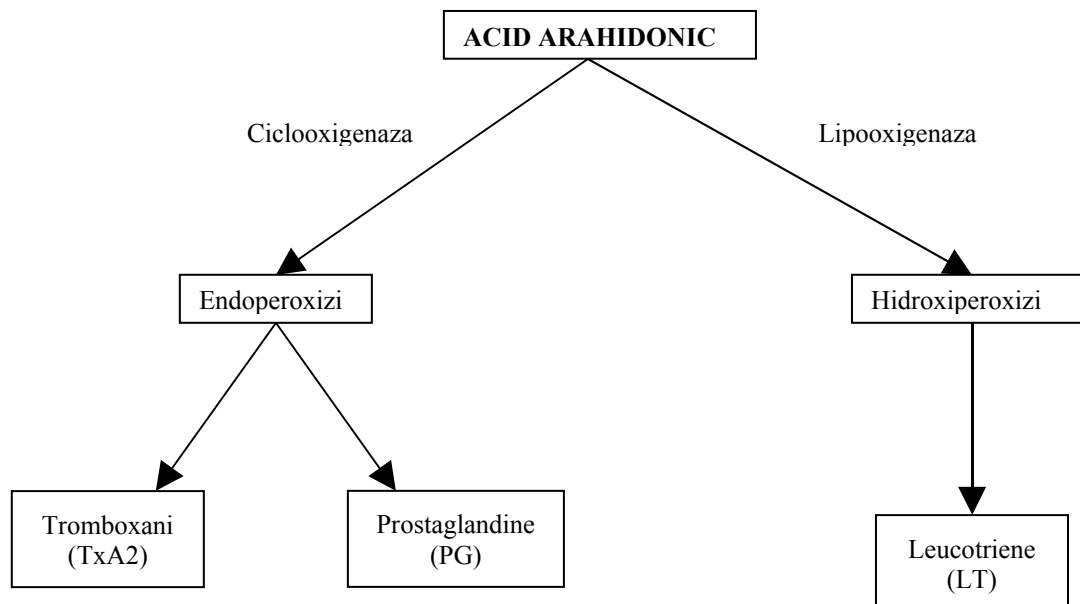 ACID ARAHIDONIC
Ciclooxigenaza
Lipooxigenaza
Endoperoxizi
Hidroxiperoxizi
Tromboxani
(TxA2)
Prostaglandine
(PG)
Leucotriene
(LT)